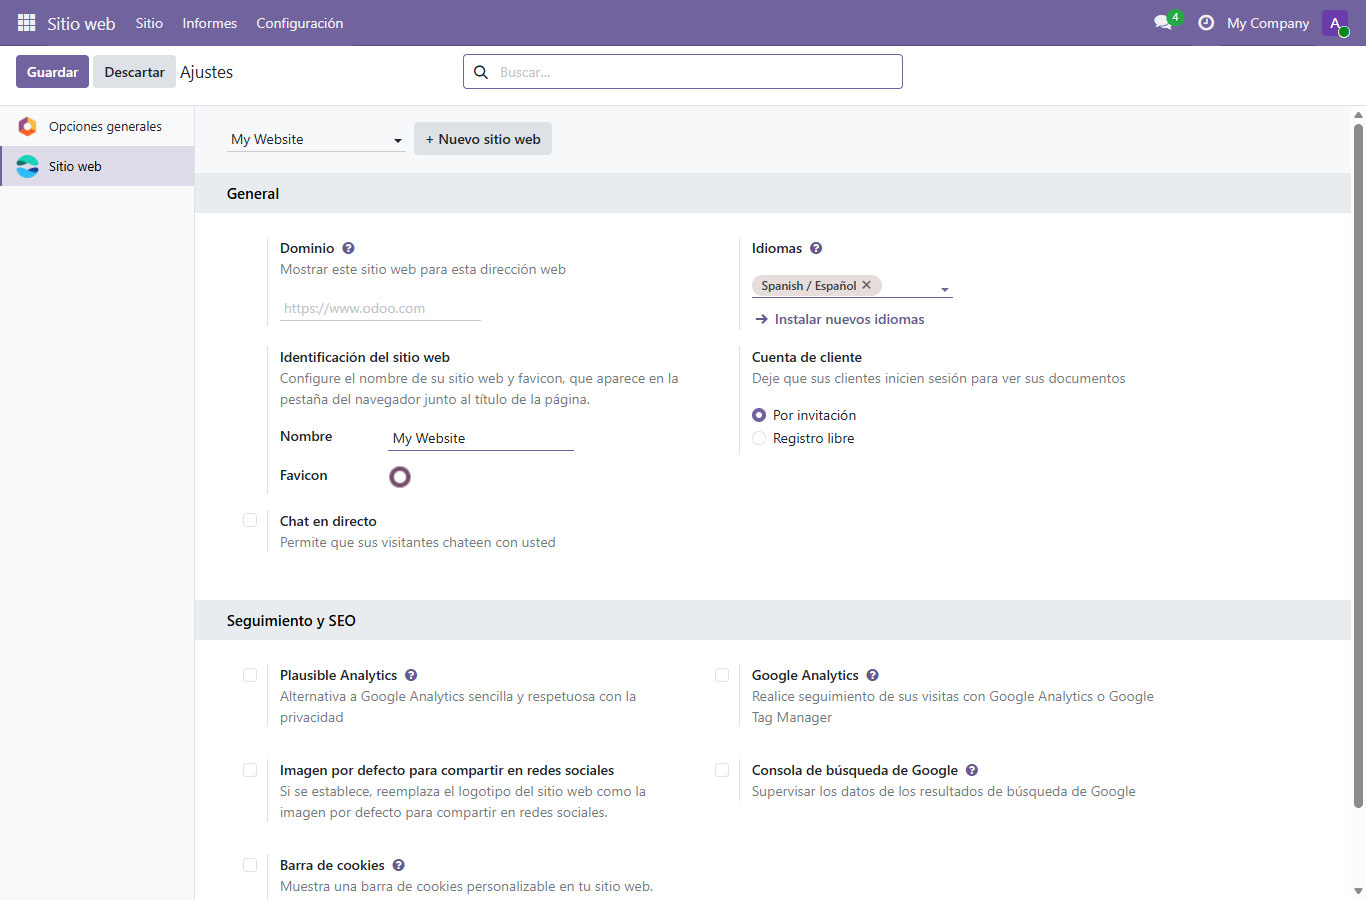 Sitio web Sitio Informes Configuración 4 My Company A
Guardar Descartar Ajustes Buscar...
Opciones generales
Sitio web
My Website + Nuevo sitio web
General
Dominio
Mostrar este sitio web para esta dirección web
https://www.odoo.com
Idiomas
Spanish / Español
Instalar nuevos idiomas
Identificación del sitio web
Configure el nombre de su sitio web y favicon, que aparece en la
pestaña del navegador junto al título de la página.
Nombre My Website
Favicon
Cuenta de cliente
Deje que sus clientes inicien sesión para ver sus documentos
Por invitación
Registro libre
Chat en directo
Permite que sus visitantes chateen con usted
Seguimiento y SEO
Plausible Analytics
Alternativa a Google Analytics sencilla y respetuosa con la
privacidad
Google Analytics
Realice seguimiento de sus visitas con Google Analytics o Google
Tag Manager
Imagen por defecto para compartir en redes sociales
Si se establece, reemplaza el logotipo del sitio web como la
imagen por defecto para compartir en redes sociales.
Consola de búsqueda de Google
Supervisar los datos de los resultados de búsqueda de Google
Barra de cookies
Muestra una barra de cookies personalizable en tu sitio web.